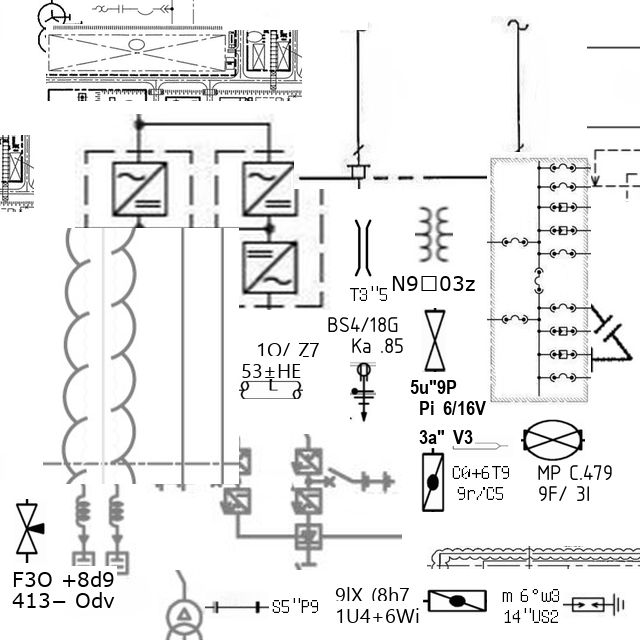 T3"5
N9□03z
BS4/18G
Ka .85
1O/ Z7
53±HE
5u"9P
Pi 6/16V
3a" V3
C0+6T9
9r/C5
MP C.479
9F/ 3I
F3O +8d9
413− Odv
S5"P9
9IX (8h7
1U4+6Wi
m 6°w3
14"US2